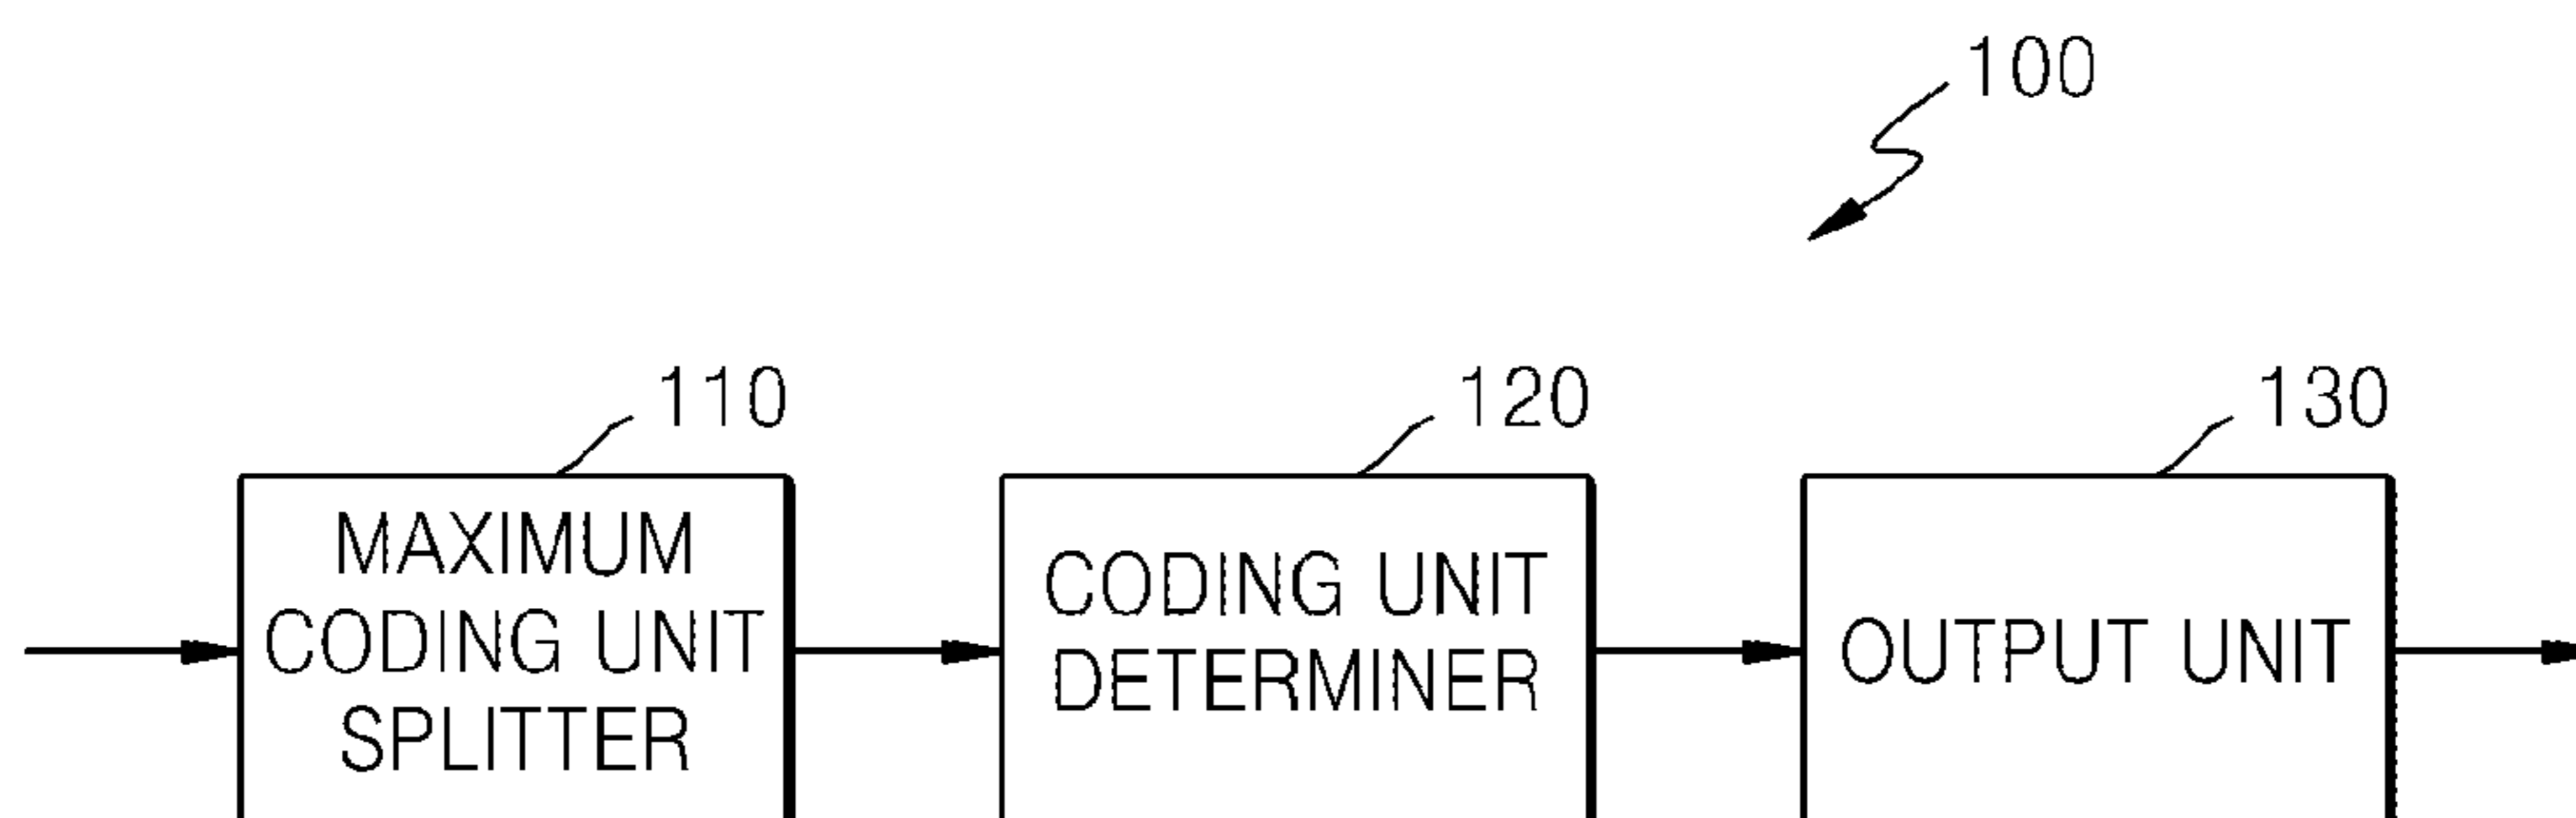 100
110
120
130
MAXIMUM
CODING UNIT
SPLITTER
CODING UNIT
DETERMINER
OUTPUT UNIT